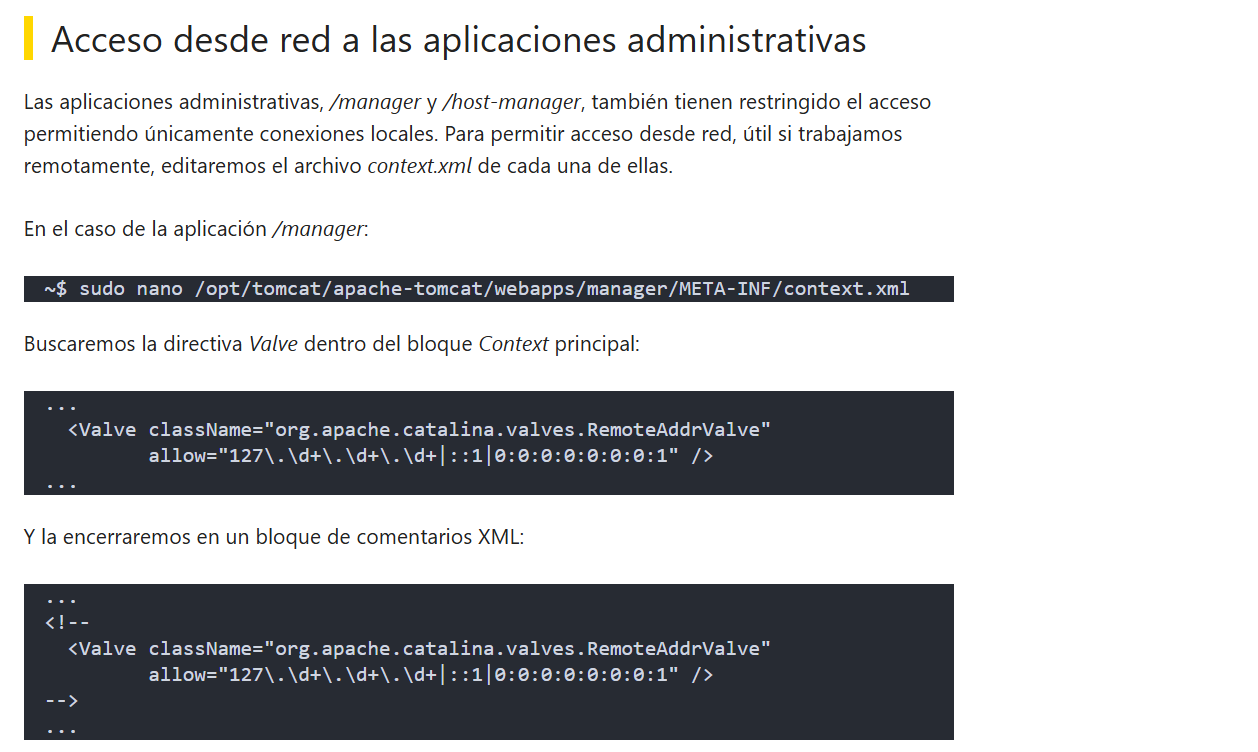 Acceso desde red a las aplicaciones administrativas
Las aplicaciones administrativas, /manager y /host-manager, también tienen restringido el acceso
permitiendo únicamente conexiones locales. Para permitir acceso desde red, útil si trabajamos
remotamente, editaremos el archivo context.xml de cada una de ellas.
En el caso de la aplicación /manager:
~$ sudo nano /opt/tomcat/apache-tomcat/webapps/manager/META-INF/context.xml
Buscaremos la directiva Valve dentro del bloque Context principal:
...
<Valve className="org.apache.catalina.valves.RemoteAddrValve"
allow="127\.\d+\.\d+\.\d+|::1|0:0:0:0:0:0:0:1" />
...
Y la encerraremos en un bloque de comentarios XML:
...
<!--
<Valve className="org.apache.catalina.valves.RemoteAddrValve"
allow="127\.\d+\.\d+\.\d+|::1|0:0:0:0:0:0:0:1" />
-->
...